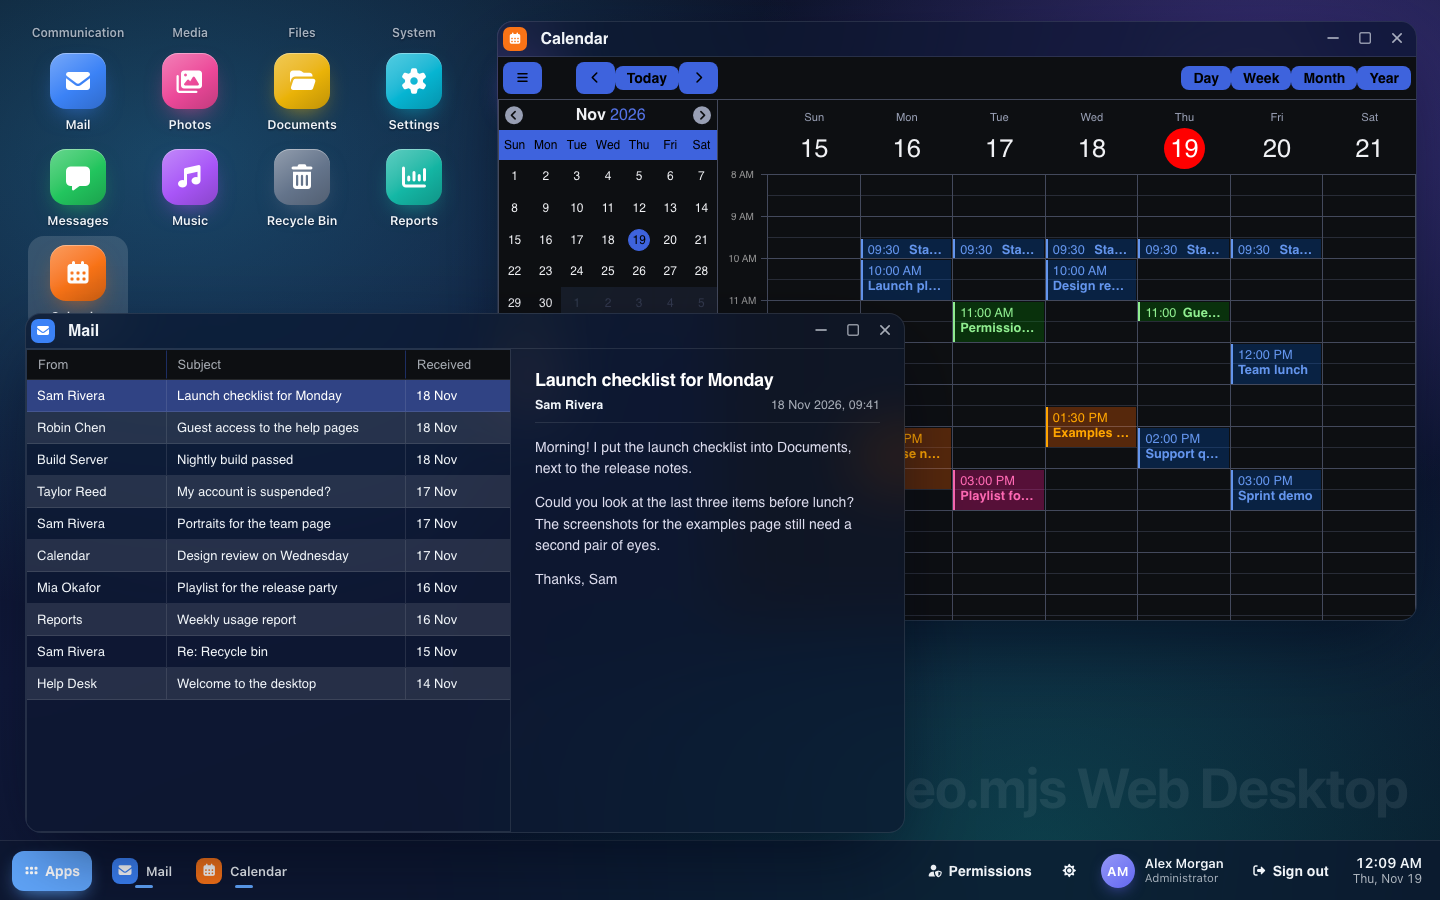 Communication
Media
Files
System
Mail
Photos
Documents
Settings
Messages
Music
Recycle Bin
Reports
Calendar
Today
Day
Week
Month
Year
Nov 2026
Sun Mon Tue Wed Thu Fri Sat
1 2 3 4 5 6 7
8 9 10 11 12 13 14
15 16 17 18 19 20 21
22 23 24 25 26 27 28
29 30 1 2 3 4 5
Sun Mon Tue Wed Thu Fri Sat
15 16 17 18 19 20 21
8 AM
9 AM
10 AM
11 AM
09:30 Sta...
09:30 Sta...
09:30 Sta...
09:30 Sta...
09:30 Sta...
10:00 AM
Launch pl...
10:00 AM
Design re...
11:00 AM
Permissio...
11:00 Gue...
12:00 PM
Team lunch
01:30 PM
Examples ...
PM
se n...
02:00 PM
Support q...
03:00 PM
Playlist fo...
03:00 PM
Sprint demo
Mail
From Subject Received
Sam Rivera Launch checklist for Monday 18 Nov
Robin Chen Guest access to the help pages 18 Nov
Build Server Nightly build passed 18 Nov
Taylor Reed My account is suspended? 17 Nov
Sam Rivera Portraits for the team page 17 Nov
Calendar Design review on Wednesday 17 Nov
Mia Okafor Playlist for the release party 16 Nov
Reports Weekly usage report 16 Nov
Sam Rivera Re: Recycle bin 15 Nov
Help Desk Welcome to the desktop 14 Nov
Launch checklist for Monday
Sam Rivera 18 Nov 2026, 09:41
Morning! I put the launch checklist into Documents,
next to the release notes.
Could you look at the last three items before lunch?
The screenshots for the examples page still need a
second pair of eyes.
Thanks, Sam
eo.mjs Web Desktop
Apps
Mail
Calendar
Permissions
AM
Alex Morgan
Administrator
Sign out
12:09 AM
Thu, Nov 19